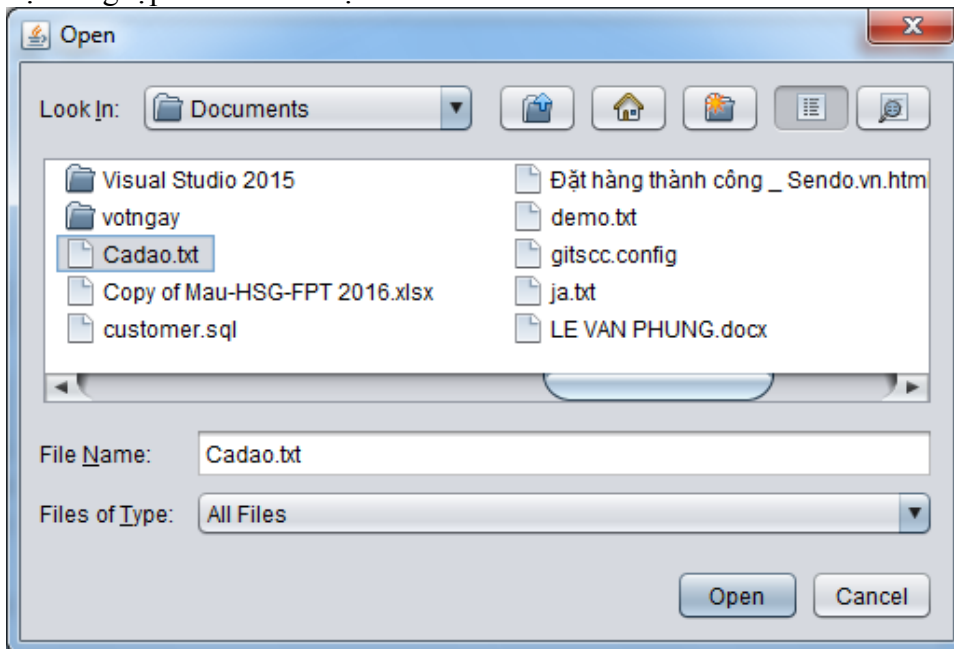 Open
Look In: Documents
Visual Studio 2015
votngay
Cadao.txt
Copy of Mau-HSG-FPT 2016.xlsx
customer.sql
Đặt hàng thành công _ Sendo.vn.html
demo.txt
gitscc.config
ja.txt
LE VAN PHUNG.docx
File Name: Cadao.txt
Files of Type: All Files
Open Cancel